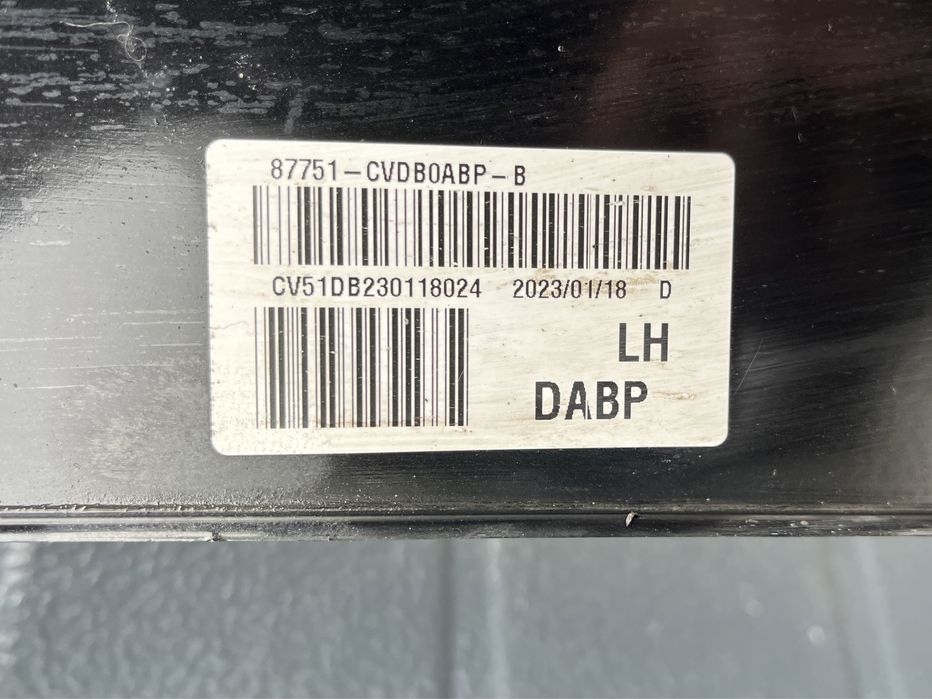 87751-CVDB0ABP-B
CV51DB230118024 2023/01/18 D
LH
DABP